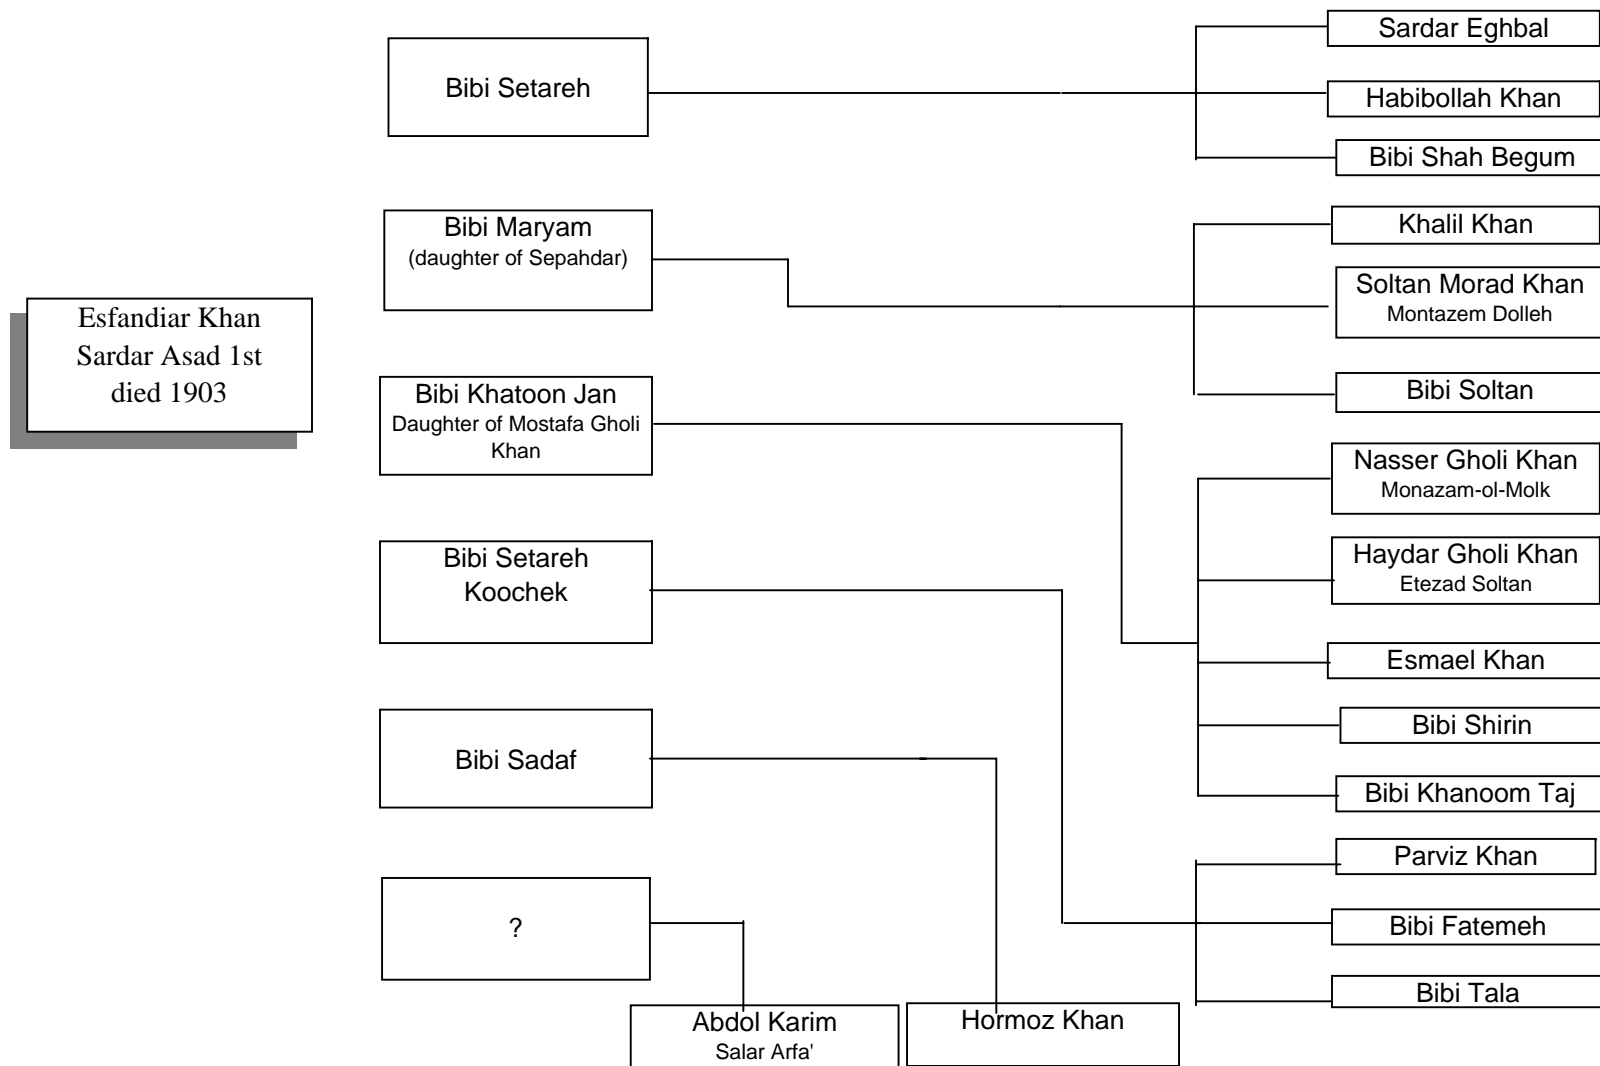 Esfandiar Khan
Sardar Asad 1st
died 1903
Bibi Setareh
Bibi Maryam
(daughter of Sepahdar)
Bibi Khatoon Jan
Daughter of Mostafa Gholi
Khan
Bibi Setareh
Koochek
Bibi Sadaf
?
Sardar Eghbal
Habibollah Khan
Bibi Shah Begum
Khalil Khan
Soltan Morad Khan
Montazem Dolleh
Bibi Soltan
Nasser Gholi Khan
Monazam-ol-Molk
Haydar Gholi Khan
Etezad Soltan
Esmael Khan
Bibi Shirin
Bibi Khanoom Taj
Parviz Khan
Bibi Fatemeh
Bibi Tala
Abdol Karim
Salar Arfa'
Hormoz Khan